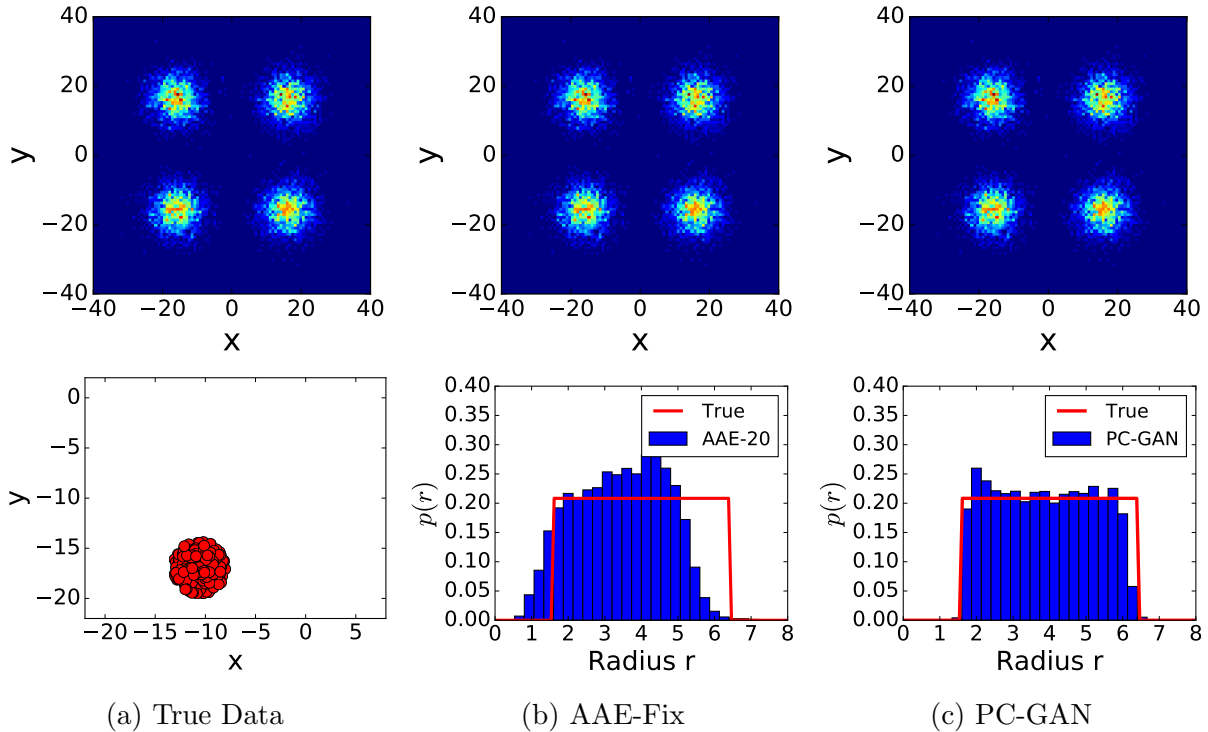 40
20
0
−20
−40
y
−40 −20 0 20 40
x
40
20
0
−20
−40
y
−40 −20 0 20 40
x
40
20
0
−20
−40
y
−40 −20 0 20 40
x
0
−5
−10
−15
−20
y
−20 −15 −10 −5 0 5
x
0.40
0.35
0.30
0.25
0.20
0.15
0.10
0.05
0.00
p(r)
True
AAE-20
0 1 2 3 4 5 6 7 8
Radius r
0.40
0.35
0.30
0.25
0.20
0.15
0.10
0.05
0.00
p(r)
True
PC-GAN
0 1 2 3 4 5 6 7 8
Radius r
(a) True Data
(b) AAE-Fix
(c) PC-GAN